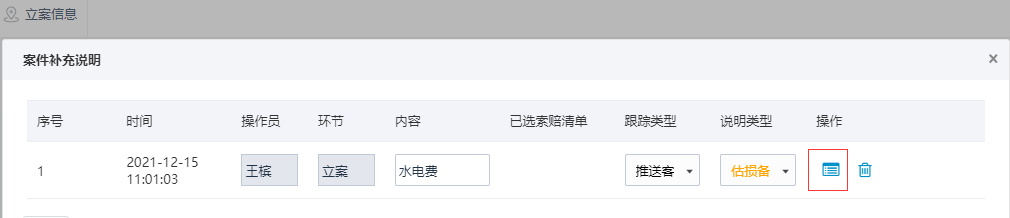 立案信息
案件补充说明
×
序号 时间 操作员 环节 内容 已选索赔清单 跟踪类型 说明类型 操作
1 2021-12-15 11:01:03 王槟 立案 水电费 推送客 估损备